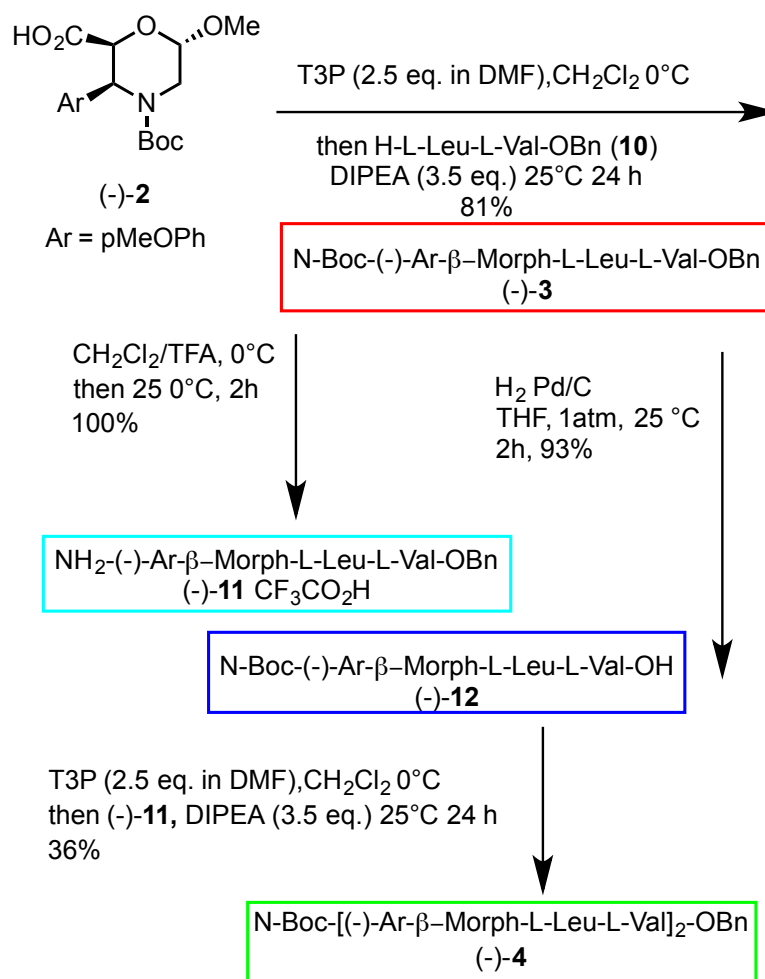 HO₂C
O
OMe
Ar
N
Boc
(-)-2
Ar = pMeOPh
T3P (2.5 eq. in DMF),CH₂Cl₂ 0°C
then H-L-Leu-L-Val-OBn (10)
DIPEA (3.5 eq.) 25°C 24 h
81%
N-Boc-(-)-Ar-β–Morph-L-Leu-L-Val-OBn
(-)-3
CH₂Cl₂/TFA, 0°C
then 25 0°C, 2h
100%
H₂ Pd/C
THF, 1atm, 25 °C
2h, 93%
NH₂-(-)-Ar-β–Morph-L-Leu-L-Val-OBn
(-)-11 CF₃CO₂H
N-Boc-(-)-Ar-β–Morph-L-Leu-L-Val-OH
(-)-12
T3P (2.5 eq. in DMF),CH₂Cl₂ 0°C
then (-)-11, DIPEA (3.5 eq.) 25°C 24 h
36%
N-Boc-[(-)-Ar-β–Morph-L-Leu-L-Val]₂-OBn
(-)-4